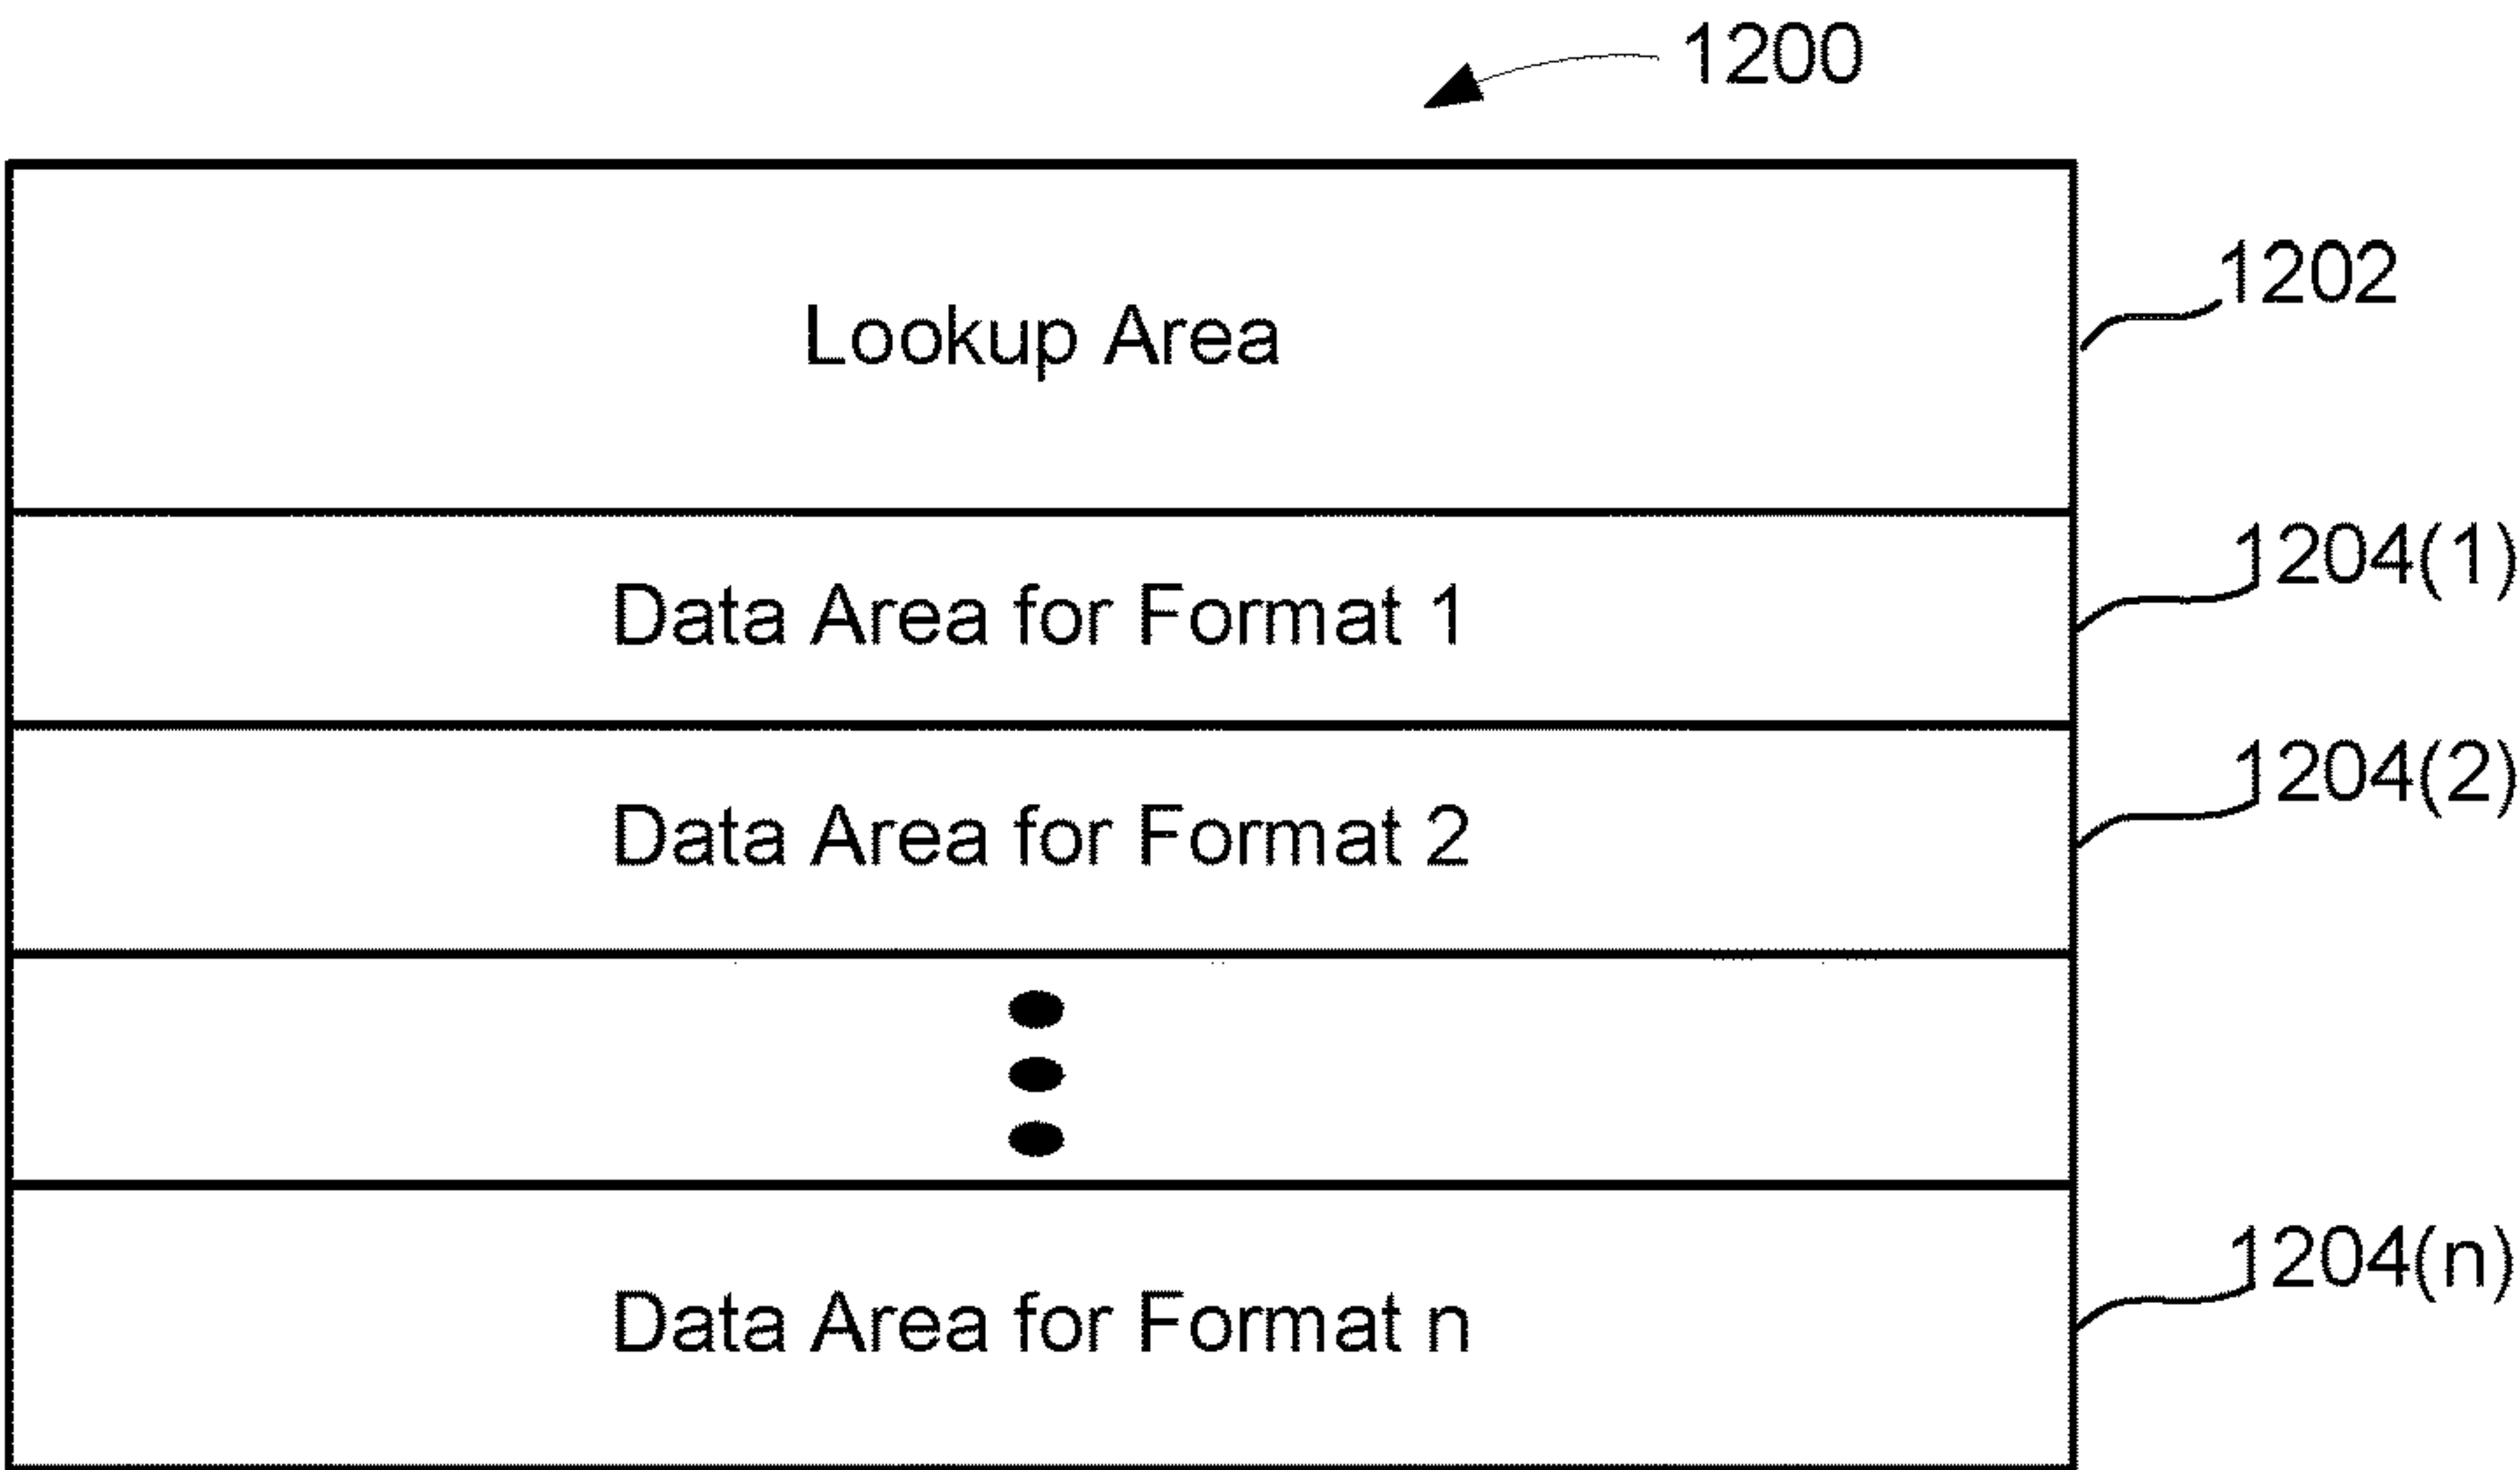 1200
Lookup Area
1202
Data Area for Format 1
1204(1)
Data Area for Format 2
1204(2)
Data Area for Format n
1204(n)